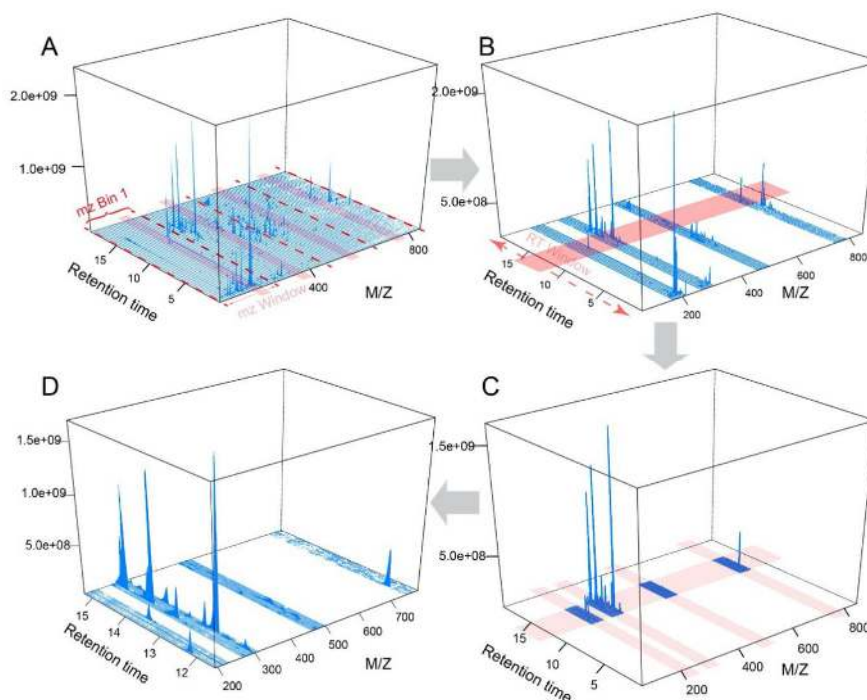 A
2.0e+09
1.0e+09
mz Bin 1
15
10
5
Retention time
mz Window
400
800
M/Z
B
2.0e+09
5.0e+08
RT Window
15
10
5
Retention time
200
400
600
800
M/Z
D
1.5e+09
1.0e+09
5.0e+08
15
14
13
12
Retention time
200
300
400
500
600
700
M/Z
C
1.5e+09
5.0e+08
15
10
5
Retention time
200
400
600
800
M/Z